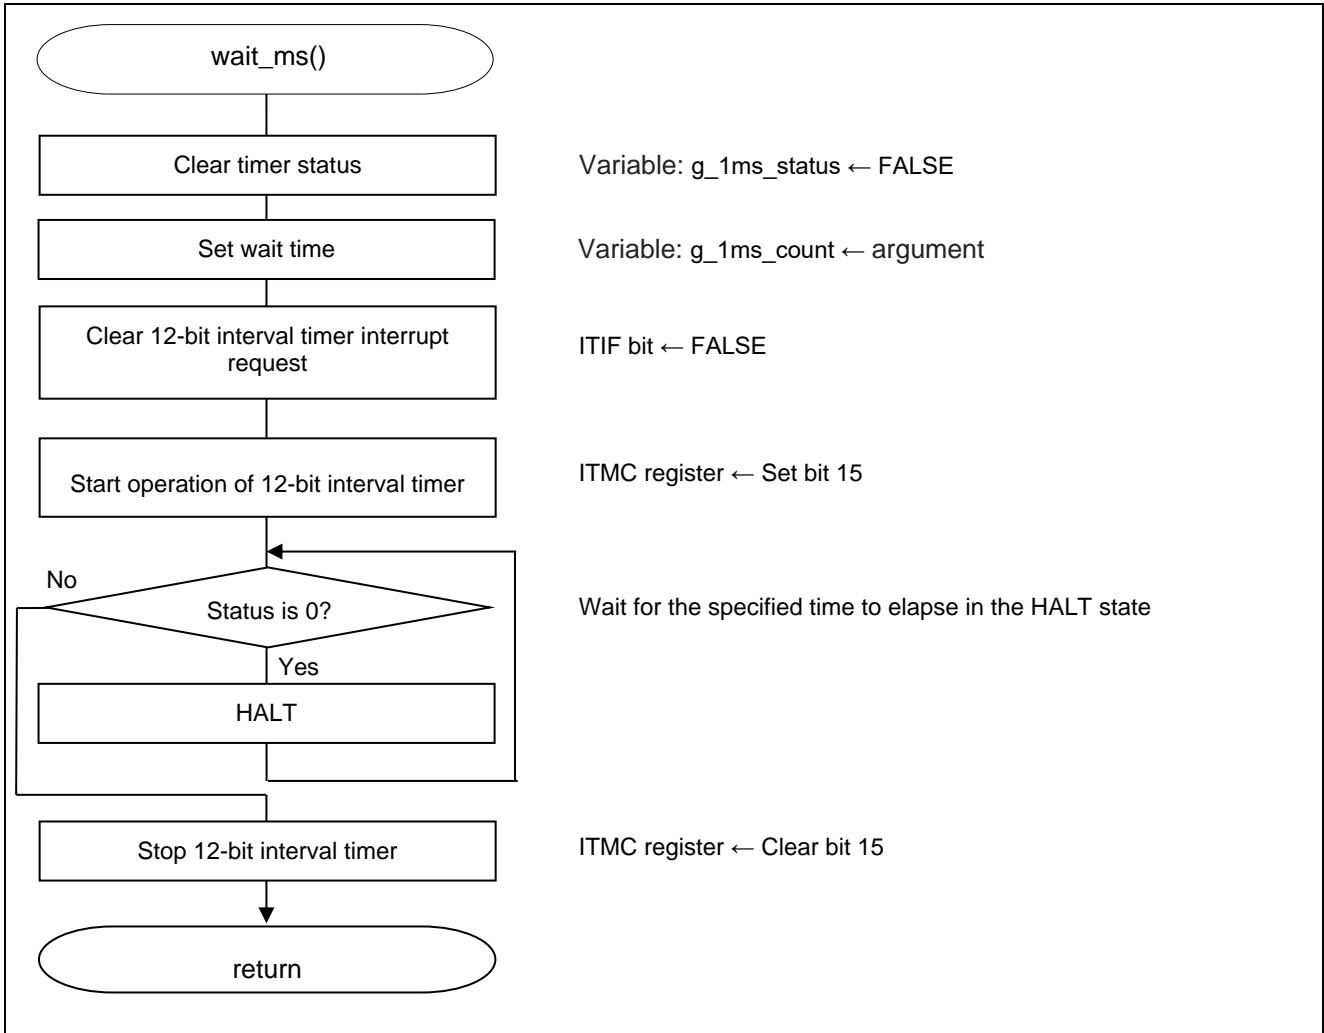 wait_ms()
Clear timer status
Variable: g_1ms_status ← FALSE
Set wait time
Variable: g_1ms_count ← argument
Clear 12-bit interval timer interrupt
request
ITIF bit ← FALSE
Start operation of 12-bit interval timer
ITMC register ← Set bit 15
No
Status is 0?
Wait for the specified time to elapse in the HALT state
Yes
HALT
Stop 12-bit interval timer
ITMC register ← Clear bit 15
return